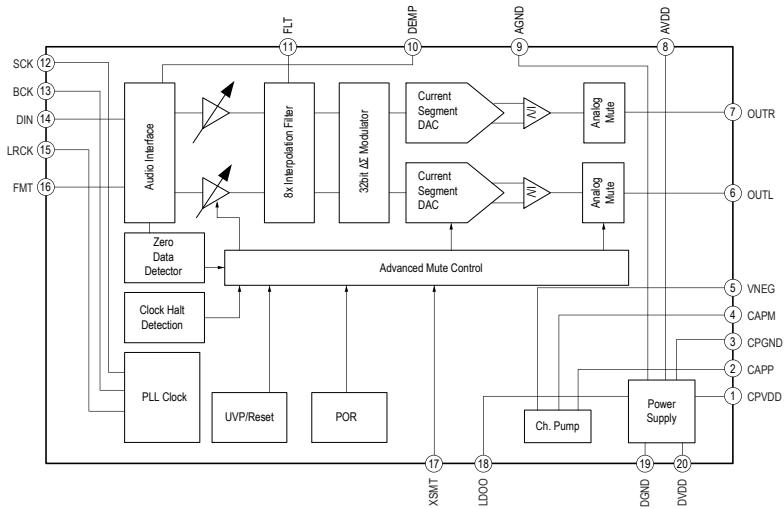 FLT
DEMP
AGND
AVDD
11
10
9
8
SCK 12
BCK 13
DIN 14
LRCK 15
FMT 16
Audio Interface
8x Interpolation Filter
32bit ΔΣ Modulator
Current
Segment
DAC
I/V
Analog
Mute
7 OUTR
Current
Segment
DAC
I/V
Analog
Mute
6 OUTL
Zero
Data
Detector
Advanced Mute Control
Clock Halt
Detection
5 VNEG
4 CAPM
3 CPGND
2 CAPP
1 CPVDD
PLL Clock
UVP/Reset
POR
Ch. Pump
Power
Supply
17
18
19
20
XSMT
LDOO
DGND
DVDD